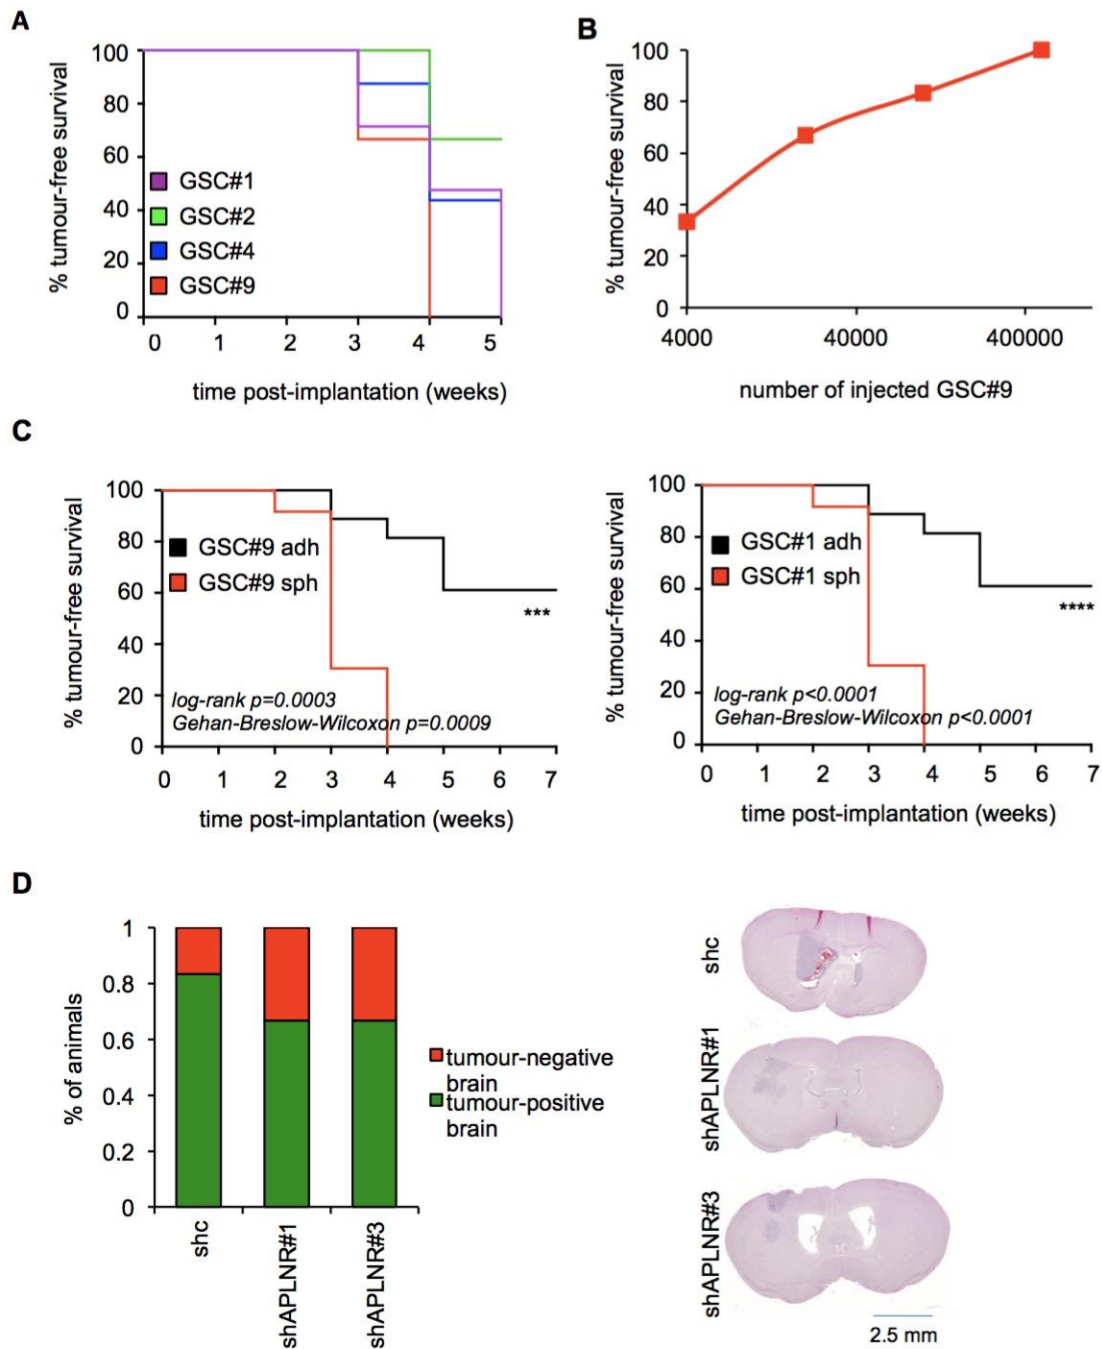 A
% tumour-free survival
100
80
60
40
20
0
GSC#1
GSC#2
GSC#4
GSC#9
0 1 2 3 4 5
time post-implantation (weeks)
B
% tumour-free survival
100
80
60
40
20
0
4000 40000 400000
number of injected GSC#9
C
% tumour-free survival
100
80
60
40
20
0
GSC#9 adh
GSC#9 sph
***
log-rank p=0.0003
Gehan-Breslow-Wilcoxon p=0.0009
0 1 2 3 4 5 6 7
time post-implantation (weeks)
% tumour-free survival
100
80
60
40
20
0
GSC#1 adh
GSC#1 sph
****
log-rank p<0.0001
Gehan-Breslow-Wilcoxon p<0.0001
0 1 2 3 4 5 6 7
time post-implantation (weeks)
D
% of animals
1
0.8
0.6
0.4
0.2
0
shc
shAPLNR#1
shAPLNR#3
tumour-negative
brain
tumour-positive
brain
shc
shAPLNR#1
shAPLNR#3
2.5 mm